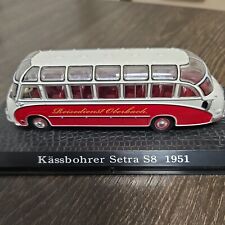 Reisedienst Oberbach
Kässbohrer Setra S8 1951